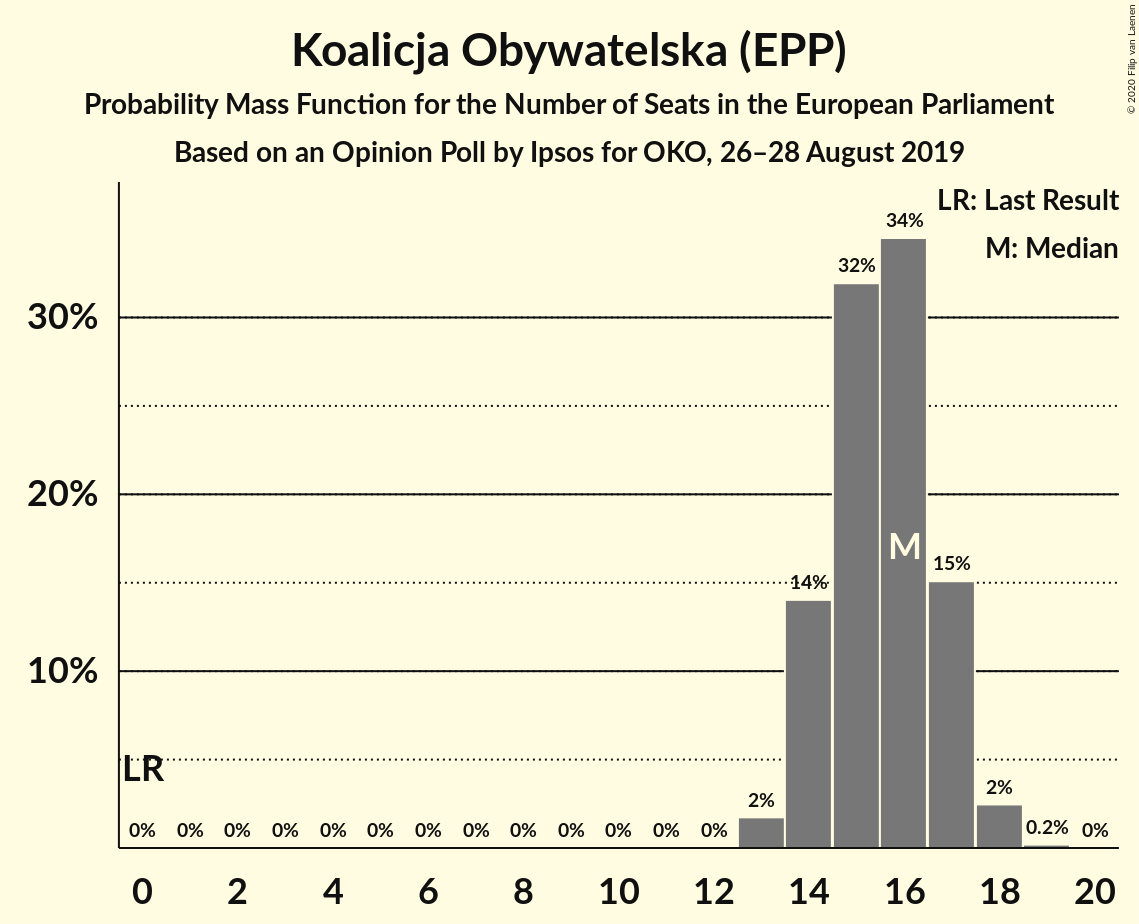 Koalicja Obywatelska (EPP)
Probability Mass Function for the Number of Seats in the European Parliament
Based on an Opinion Poll by Ipsos for OKO, 26–28 August 2019
© 2020 Filip van Laenen
LR: Last Result
M: Median
34%
32%
30%
20%
M
15%
14%
10%
LR
2%
2%
0% 0% 0% 0% 0% 0% 0% 0% 0% 0% 0% 0% 0% 0.2% 0%
0 2 4 6 8 10 12 14 16 18 20